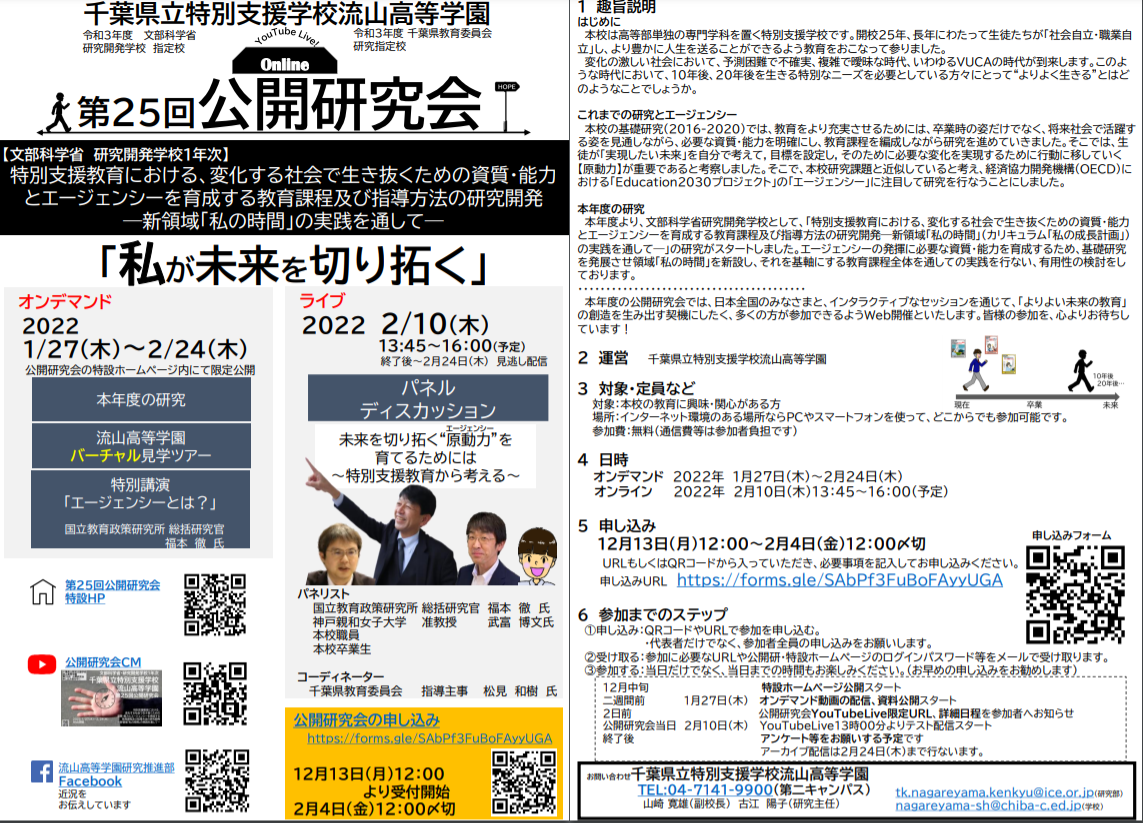 千葉県立特別支援学校流山高等学園
令和3年度 文部科学省
研究開発学校 指定校
YouTube Live!
令和3年度 千葉県教育委員会
研究指定校
Online
HOPE
第25回公開研究会
【文部科学省 研究開発学校1年次】
特別支援教育における、変化する社会で生き抜くための資質・能力
とエージェンシーを育成する教育課程及び指導方法の研究開発
―新領域「私の時間」の実践を通して―
「私が未来を切り拓く」
オンデマンド
2022
1/27(木)～2/24(木)
公開研究会の特設ホームページ内にて限定公開
本年度の研究
流山高等学園
バーチャル見学ツアー
特別講演
「エージェンシーとは？」
国立教育政策研究所 総括研究官
福本 徹 氏
第25回公開研究会
特設HP
公開研究会CM
千葉県立特別支援学校
流山高等学園
公開研究会
流山高等学園研究推進部
Facebook
近況を
お伝えしています
ライブ
2022 2/10(木)
13:45～16:00(予定)
終了後～2月24日(木) 見逃し配信
パネル
ディスカッション
エージェンシー
未来を切り拓く“原動力”を
育てるためには
～特別支援教育から考える～
パネリスト
国立教育政策研究所 総括研究官 福本 徹 氏
神戸親和女子大学 准教授 武富 博文氏
本校職員
本校卒業生
コーディネーター
千葉県教育委員会 指導主事 松見 和樹 氏
公開研究会の申し込み
https://forms.gle/SAbPf3FuBoFAyyUGA
12月13日(月)12:00
より受付開始
2月4日(金)12:00〆切
1 趣旨説明
はじめに
本校は高等部単独の専門学科を置く特別支援学校です。開校25年、長年にわたって生徒たちが「社会自立・職業自
立」し、より豊かに人生を送ることができるよう教育をおこなって参りました。
変化の激しい社会において、予測困難で不確実、複雑で曖昧な時代、いわゆるVUCAの時代が到来します。このよ
うな時代において、10年後、20年後を生きる特別なニーズを必要としている方々にとって“よりよく生きる”とはど
のようなことでしょうか。
これまでの研究とエージェンシー
本校の基礎研究(2016-2020)では、教育をより充実させるためには、卒業時の姿だけでなく、将来社会で活躍す
る姿を見通しながら、必要な資質・能力を明確にし、教育課程を編成しながら研究を進めていきました。そこでは、生
徒が「実現したい未来」を自分で考えて，目標を設定し，そのために必要な変化を実現するために行動に移していく
【原動力】が重要であると考察しました。そこで、本校研究課題と近似していると考え、経済協力開発機構(OECD)に
おける「Education2030プロジェクト」の「エージェンシー」に注目して研究を行なうことにしました。
本年度の研究
本年度より、文部科学省研究開発学校として、「特別支援教育における、変化する社会で生き抜くための資質・能力
とエージェンシーを育成する教育課程及び指導方法の研究開発―新領域「私の時間」(カリキュラム「私の成長計画」)
の実践を通して―」の研究がスタートしました。エージェンシーの発揮に必要な資質・能力を育成するため、基礎研究
を発展させ領域「私の時間」を新設し、それを基軸にする教育課程全体を通しての実践を行ない、有用性の検討をし
ております。
・・・・・・・・・・・・・・・・・・・・・・・・・・・・・・・・・・・・・・・・
本年度の公開研究会では、日本全国のみなさまと、インタラクティブなセッションを通じて、「よりよい未来の教育」
の創造を生み出す契機にしたく、多くの方が参加できるようWeb開催といたします。皆様の参加を、心よりお待ちし
ています！
2 運営 千葉県立特別支援学校流山高等学園
3 対象・定員など
対象：本校の教育に興味・関心がある方
場所：インターネット環境のある場所ならPCやスマートフォンを使って、どこからでも参加可能です。
参加費：無料(通信費等は参加者負担です)
10年後
20年後…
現在 卒業 未来
4 日時
オンデマンド 2022年 1月27日(木)～2月24日(木)
オンライン 2022年 2月10日(木)13:45～16:00(予定)
5 申し込み
12月13日(月)12:00～2月4日(金)12:00〆切
URLもしくはQRコードから入っていただき、必要事項を記入してお申し込みください。
申し込みURL https://forms.gle/SAbPf3FuBoFAyyUGA
申し込みフォーム
6 参加までのステップ
①申し込み：QRコードやURLで参加を申し込む。
・代表者だけでなく、参加者全員の申し込みをお願いします。
②受け取る：参加に必要なURLや公開研・特設ホームページのログインパスワード等をメールで受け取ります。
③参加する：当日だけでなく、当日までの時間もお楽しみください。(お早めの申し込みをお勧めします)
12月中旬 特設ホームページ公開スタート
二週間前 1月27日(木) オンデマンド動画の配信、資料公開スタート
2日前 公開研究会YouTubeLive限定URL、詳細日程を参加者へお知らせ
公開研究会当日 2月10日(木) YouTubeLive13時00分よりテスト配信スタート
終了後 アンケート等をお願いする予定です
アーカイブ配信は2月24日(木)まで行ないます。
お問い合わせ千葉県立特別支援学校流山高等学園
TEL:04-7141-9900(第二キャンパス)
山崎 寛雄(副校長) 古江 陽子(研究主任)
tk.nagareyama.kenkyu@ice.or.jp(研究部)
nagareyama-sh@chiba-c.ed.jp(学校)